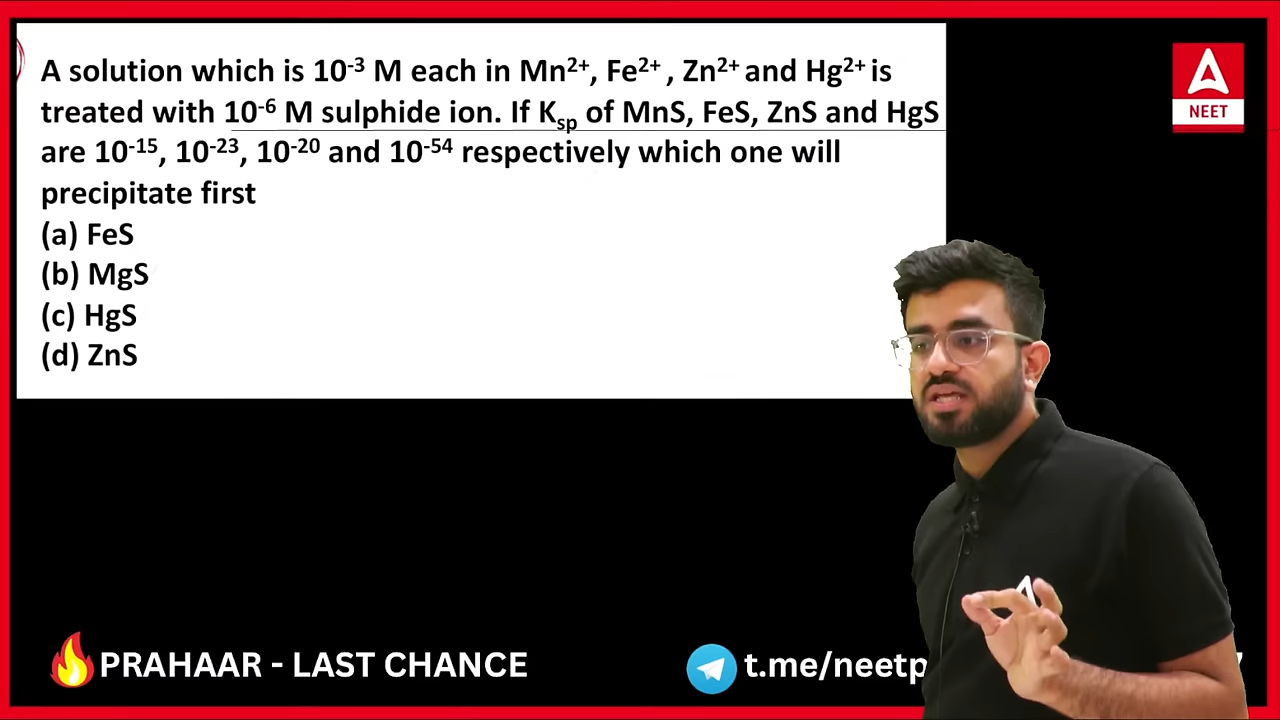 A solution which is 10⁻³ M each in Mn²⁺, Fe²⁺ , Zn²⁺ and Hg²⁺ is
treated with 10⁻⁶ M sulphide ion. If Kₛₚ of MnS, FeS, ZnS and HgS
are 10⁻¹⁵, 10⁻²³, 10⁻²⁰ and 10⁻⁵⁴ respectively which one will
precipitate first
(a) FeS
(b) MgS
(c) HgS
(d) ZnS
NEET
PRAHAAR - LAST CHANCE